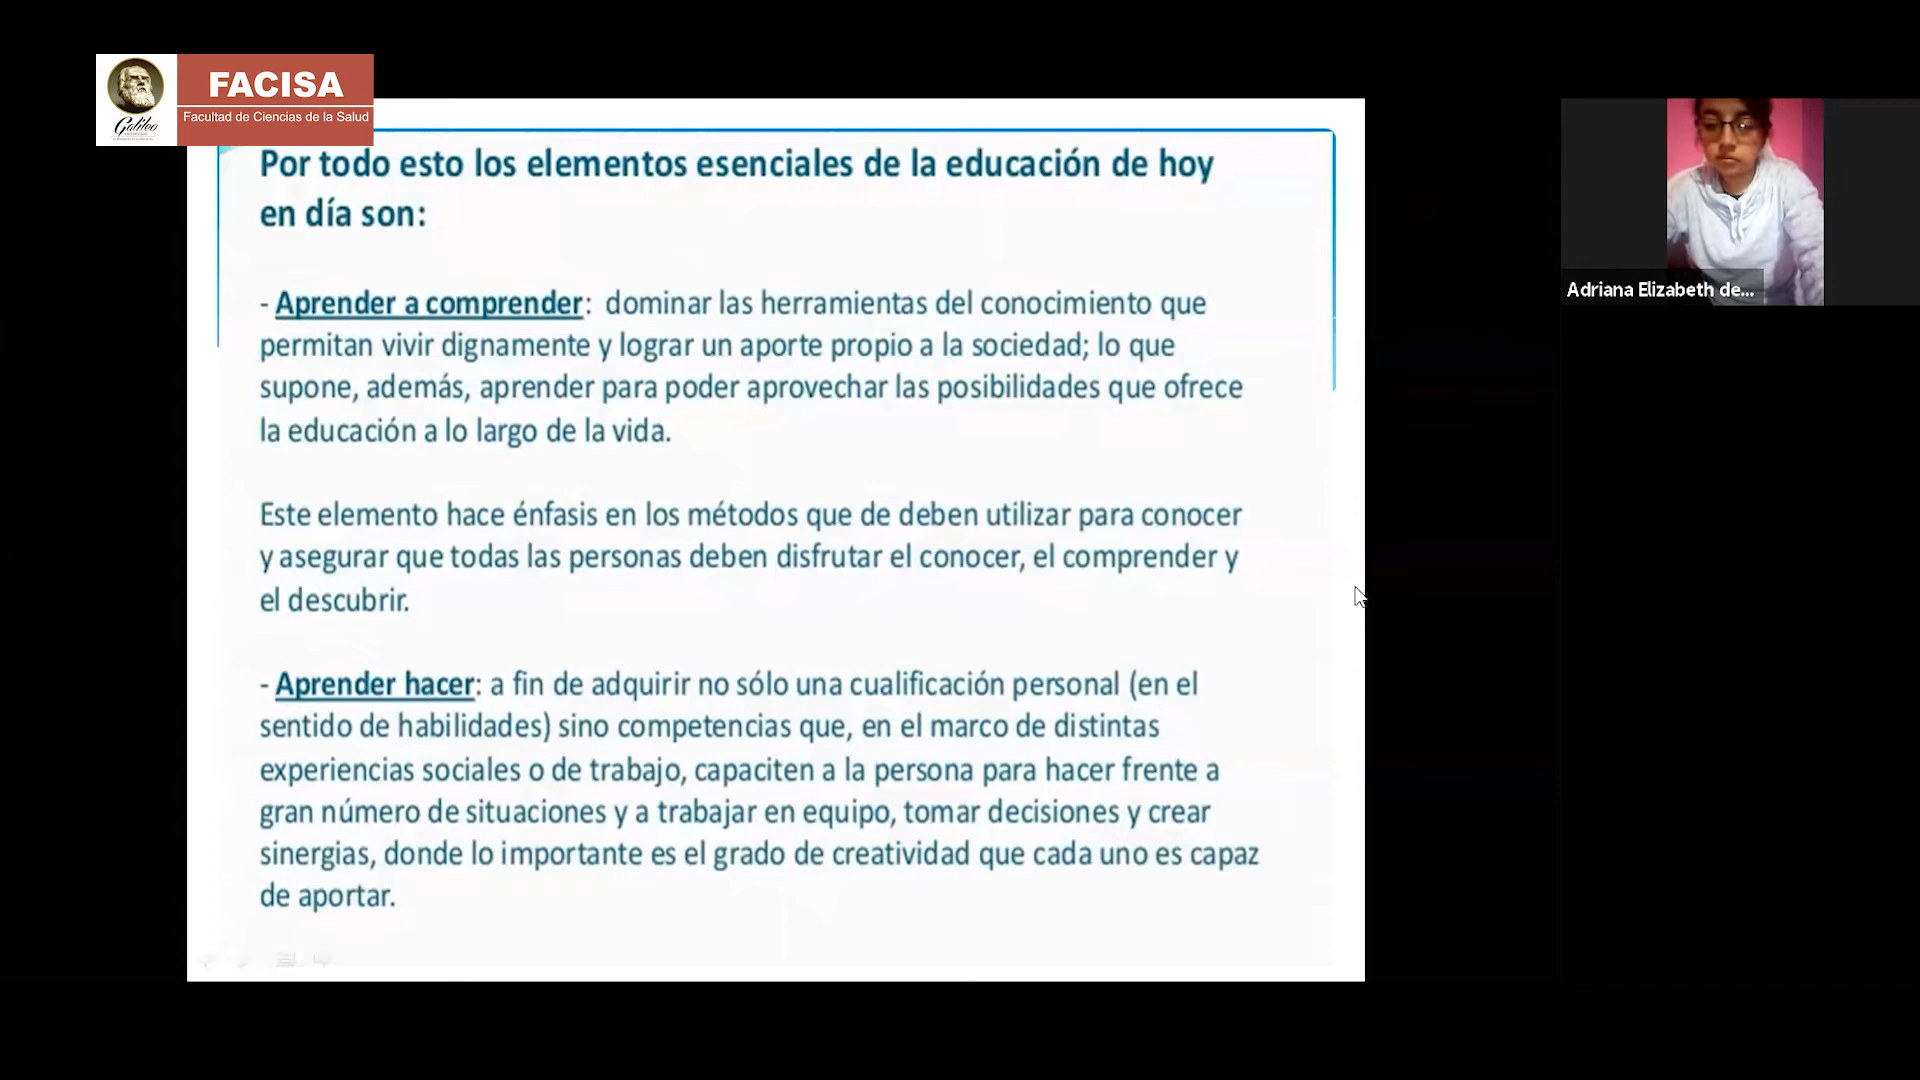 FACISA
Facultad de Ciencias de la Salud
Galileo
Por todo esto los elementos esenciales de la educación de hoy
en día son:
- Aprender a comprender: dominar las herramientas del conocimiento que
permitan vivir dignamente y lograr un aporte propio a la sociedad; lo que
supone, además, aprender para poder aprovechar las posibilidades que ofrece
la educación a lo largo de la vida.
Este elemento hace énfasis en los métodos que de deben utilizar para conocer
y asegurar que todas las personas deben disfrutar el conocer, el comprender y
el descubrir.
- Aprender hacer: a fin de adquirir no sólo una cualificación personal (en el
sentido de habilidades) sino competencias que, en el marco de distintas
experiencias sociales o de trabajo, capaciten a la persona para hacer frente a
gran número de situaciones y a trabajar en equipo, tomar decisiones y crear
sinergias, donde lo importante es el grado de creatividad que cada uno es capaz
de aportar.
Adriana Elizabeth de...